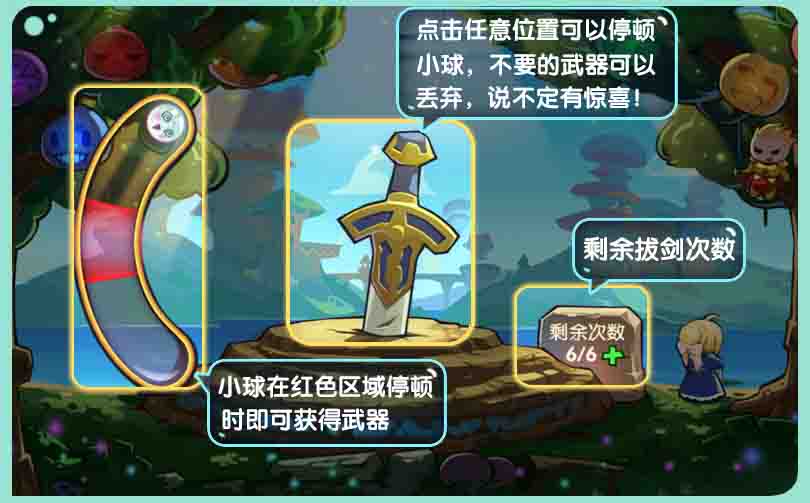 点击任意位置可以停顿
小球，不要的武器可以
丢弃，说不定有惊喜！
剩余拔剑次数
剩余次数
6/6
小球在红色区域停顿
时即可获得武器